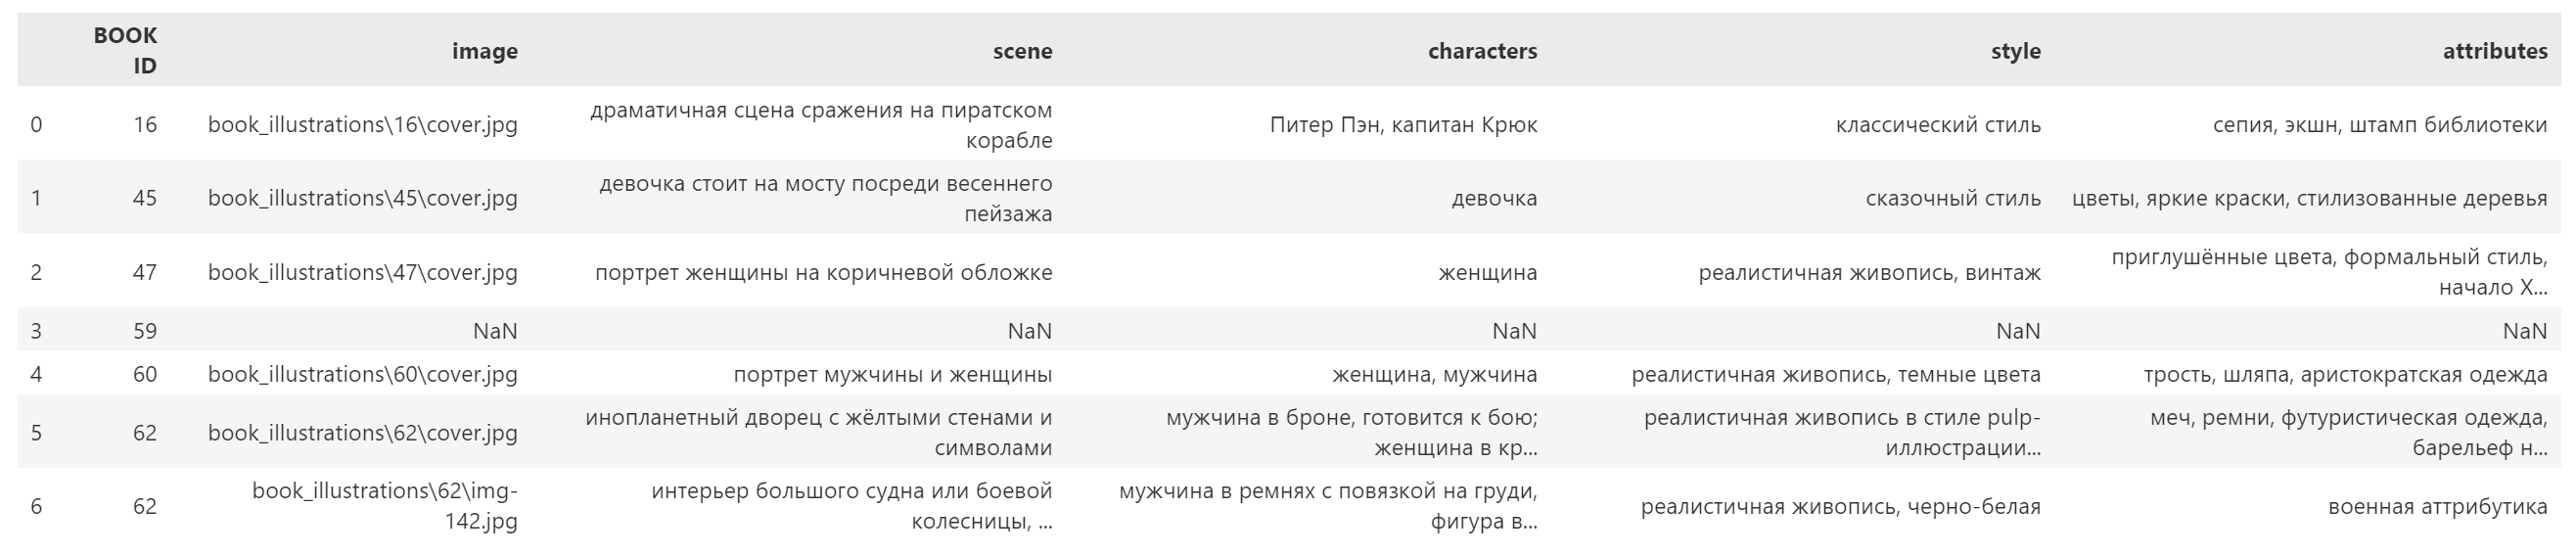 BOOK ID image scene characters style attributes
0 16 book_illustrations\16\cover.jpg драматичная сцена сражения на пиратском корабле Питер Пэн, капитан Крюк классический стиль сепия, экшн, штамп библиотеки
1 45 book_illustrations\45\cover.jpg девочка стоит на мосту посреди весеннего пейзажа девочка сказочный стиль цветы, яркие краски, стилизованные деревья
2 47 book_illustrations\47\cover.jpg портрет женщины на коричневой обложке женщина реалистичная живопись, винтаж приглушённые цвета, формальный стиль, начало X...
3 59 NaN NaN NaN NaN NaN
4 60 book_illustrations\60\cover.jpg портрет мужчины и женщины женщина, мужчина реалистичная живопись, темные цвета трость, шляпа, аристократская одежда
5 62 book_illustrations\62\cover.jpg инопланетный дворец с жёлтыми стенами и символами мужчина в броне, готовится к бою; женщина в кр... реалистичная живопись в стиле pulp-иллюстрации... меч, ремни, футуристическая одежда, барельеф н...
6 62 book_illustrations\62\img-142.jpg интерьер большого судна или боевой колесницы, ... мужчина в ремнях с повязкой на груди, фигура в... реалистичная живопись, черно-белая военная аттрибутика